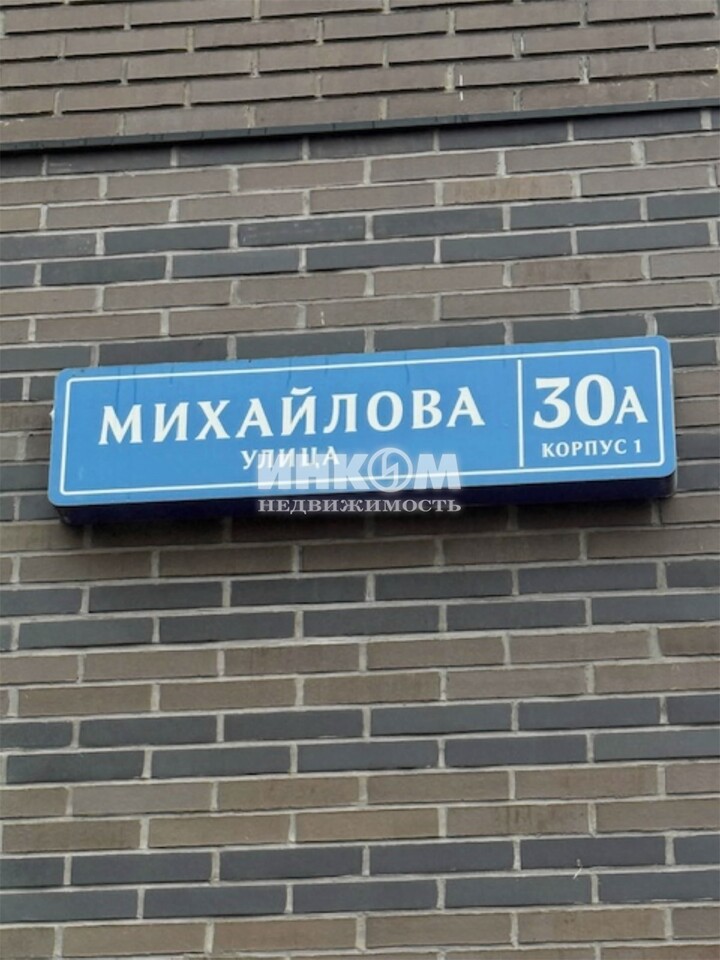 МИХАЙЛОВА
УЛИЦА
30А
КОРПУС 1
ИНКОМ
НЕДВИЖИМОСТЬ